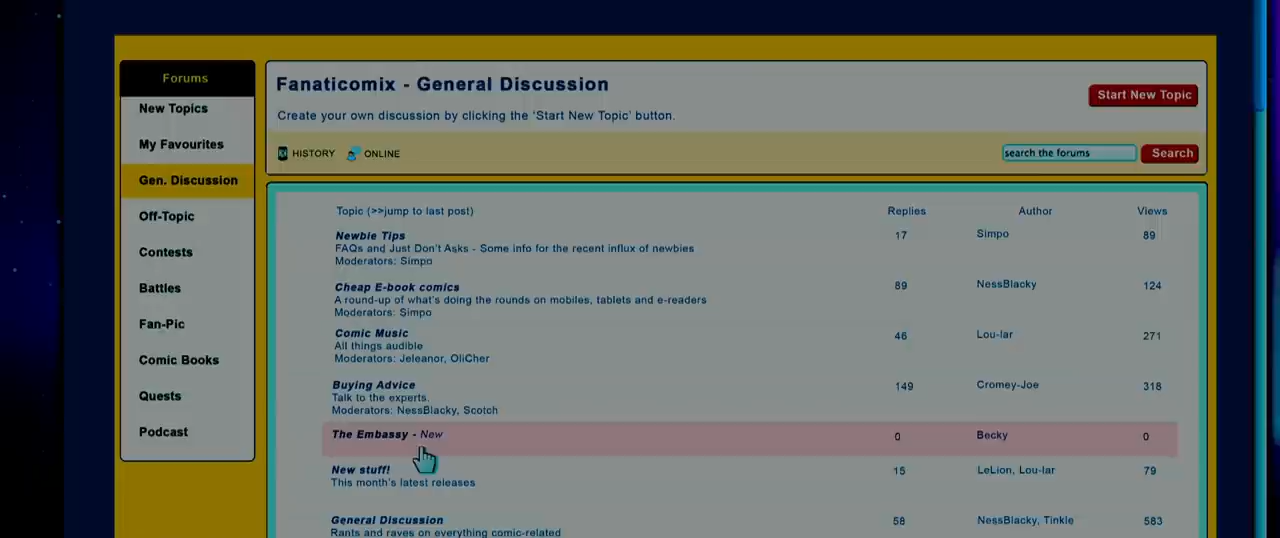 Forums
New Topics
My Favourites
Gen. Discussion
Off-Topic
Contests
Battles
Fan-Pic
Comic Books
Quests
Podcast
Fanaticomix - General Discussion
Start New Topic
Create your own discussion by clicking the 'Start New Topic' button.
HISTORY ONLINE search the forums Search
Topic (>>jump to last post) Replies Author Views
Newbie Tips 17 Simpo 89
FAQs and Just Don't Asks - Some info for the recent influx of newbies
Moderators: Simpo
Cheap E-book comics 89 NessBlacky 124
A round-up of what's doing the rounds on mobiles, tablets and e-readers
Moderators: Simpo
Comic Music 46 Lou-lar 271
All things audible
Moderators: Jeleanor, OliCher
Buying Advice 149 Cromey-Joe 318
Talk to the experts.
Moderators: NessBlacky, Scotch
The Embassy - New 0 Becky 0
New stuff! 15 LeLion, Lou-lar 79
This month's latest releases
General Discussion 58 NessBlacky, Tinkle 583
Rants and raves on everything comic-related